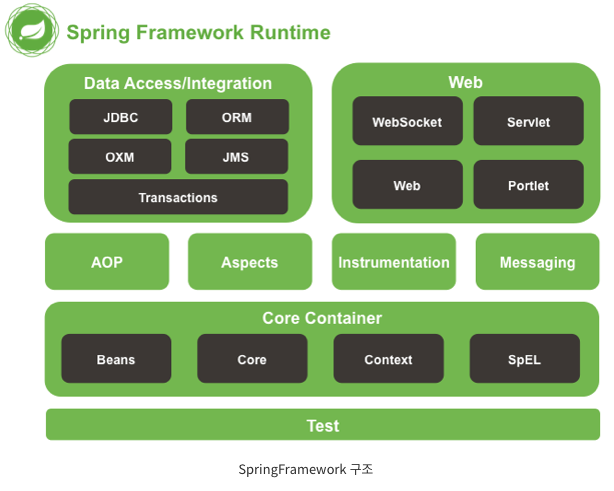 Spring Framework Runtime
Data Access/Integration
JDBC
ORM
OXM
JMS
Transactions
Web
WebSocket
Servlet
Web
Portlet
AOP
Aspects
Instrumentation
Messaging
Core Container
Beans
Core
Context
SpEL
Test
SpringFramework 구조